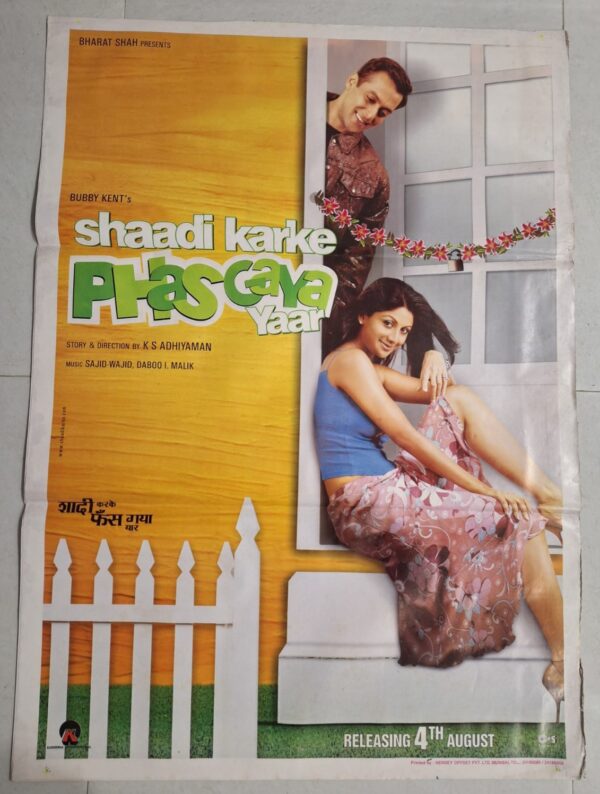 BHARAT SHAH PRESENTS
BUBBY KENT's
shaadi karke
PHAS GAYA
Yaar
STORY & DIRECTION BY K S ADHIYAMAN
MUSIC SAJID-WAJID, DABOO I. MALIK
शादी करके
फँस गया
यार
RELEASING 4TH AUGUST